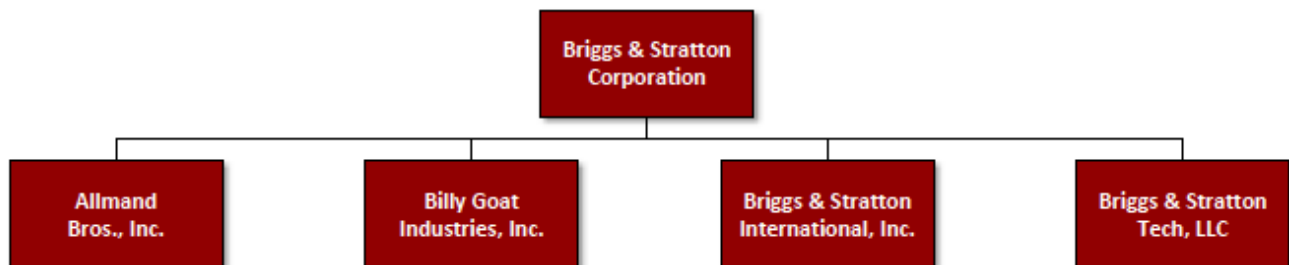 Briggs & Stratton
Corporation
Allmand
Bros., Inc.
Billy Goat
Industries, Inc.
Briggs & Stratton
International, Inc.
Briggs & Stratton
Tech, LLC